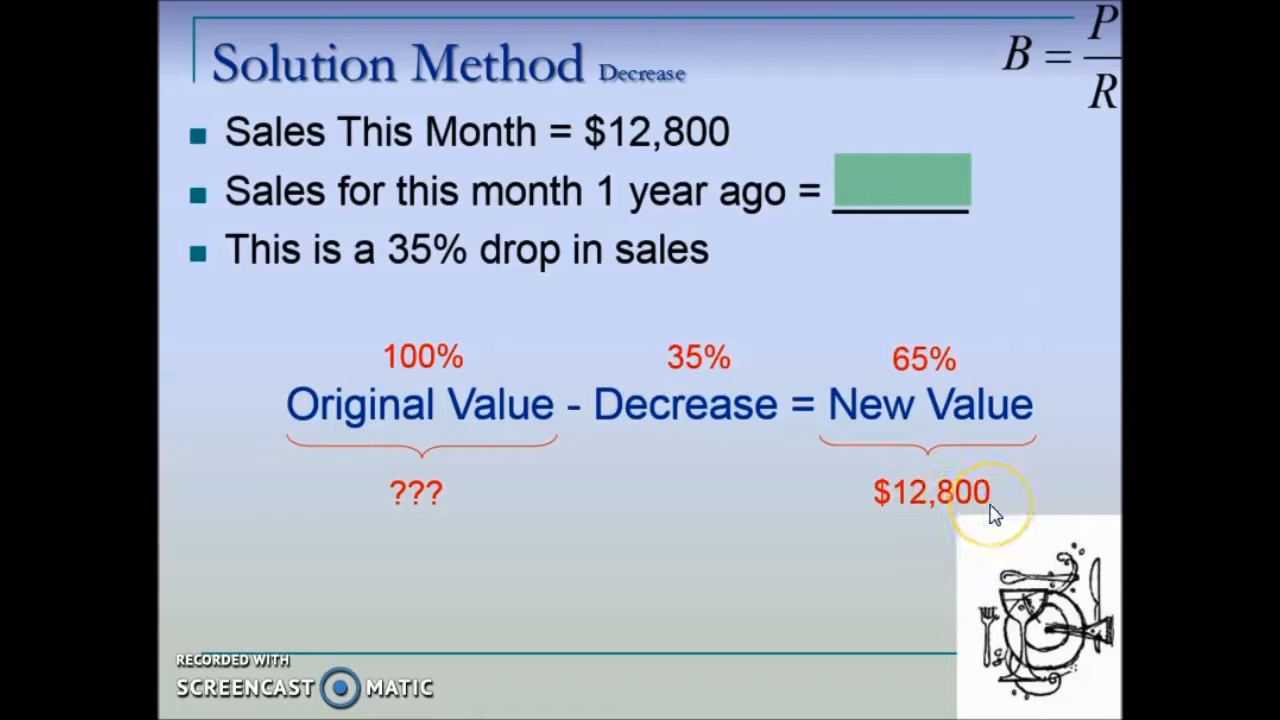 Solution Method Decrease
B = P/R
Sales This Month = $12,800
Sales for this month 1 year ago =
This is a 35% drop in sales
100% 35% 65%
Original Value - Decrease = New Value
??? $12,800
RECORDED WITH
SCREENCAST MATIC